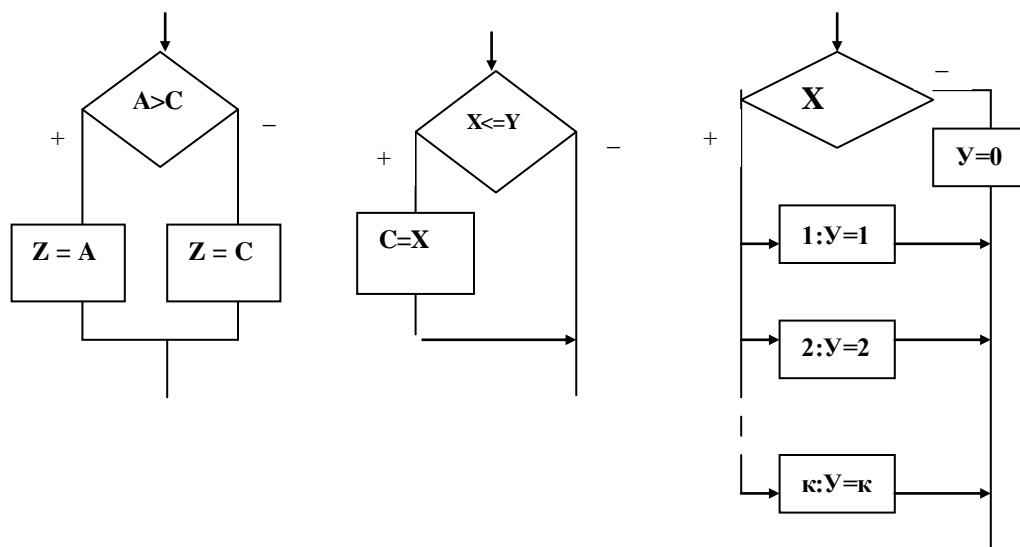 A>C
+
–
Z = A
Z = C
X<=Y
+
–
C=X
X
–
+
У=0
1:У=1
2:У=2
к:У=к